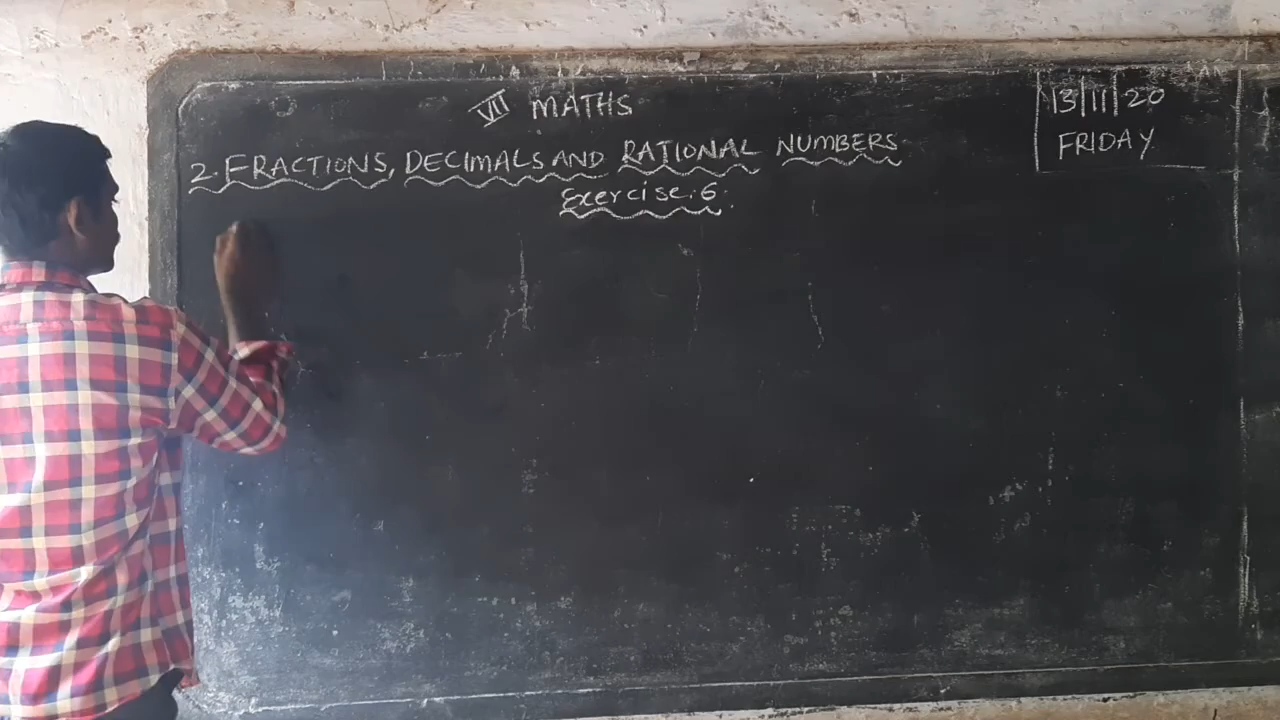 VII MATHS
13/11/20
FRIDAY
2. FRACTIONS, DECIMALS AND RATIONAL NUMBERS
Exercise: 6